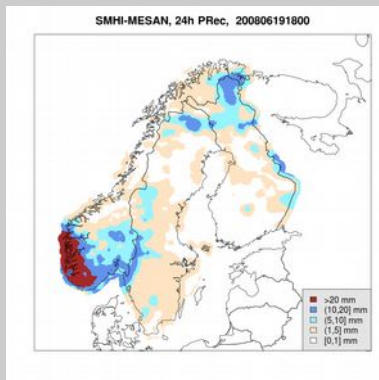 SMHI-MESAN, 24h PRec, 200806191800
>20 mm
(10,20] mm
(5,10] mm
(1,5] mm
[0,1] mm